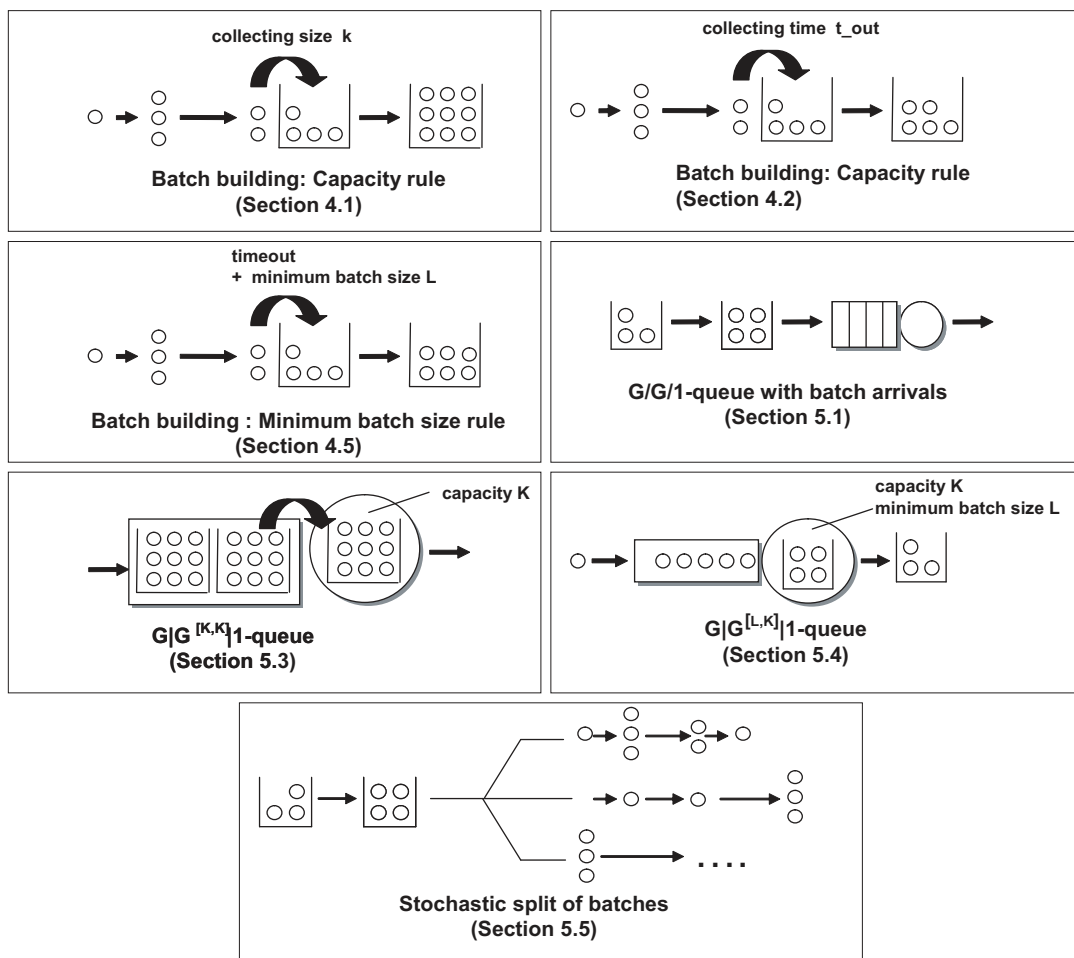 collecting size k
Batch building: Capacity rule
(Section 4.1)
collecting time t_out
Batch building: Capacity rule
(Section 4.2)
timeout
+ minimum batch size L
Batch building : Minimum batch size rule
(Section 4.5)
G/G/1-queue with batch arrivals
(Section 5.1)
capacity K
G|G [K,K]|1-queue
(Section 5.3)
capacity K
minimum batch size L
G|G[L,K]|1-queue
(Section 5.4)
. . . .
Stochastic split of batches
(Section 5.5)